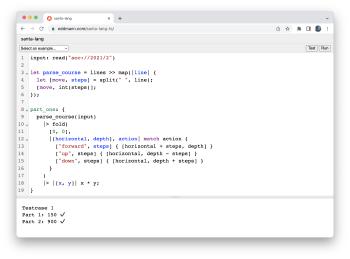 santa-lang
eddmann.com/santa-lang-ts/
santa-lang
Select an example...
Test
Run
1 input: read("aoc://2021/2")
2
3 let parse_course = lines >> map(|line| {
4 let [move, steps] = split(" ", line);
5 [move, int(steps)];
6 });
7
8 part_one: {
9 parse_course(input)
10 |> fold(
11 [0, 0],
12 |[horizontal, depth], action| match action {
13 ["forward", steps] { [horizontal + steps, depth] }
14 ["up", steps] { [horizontal, depth - steps] }
15 ["down", steps] { [horizontal, depth + steps] }
16 }
17 )
18 |> |[x, y]| x * y;
19 }
Testcase 1
Part 1: 150 ✓
Part 2: 900 ✓